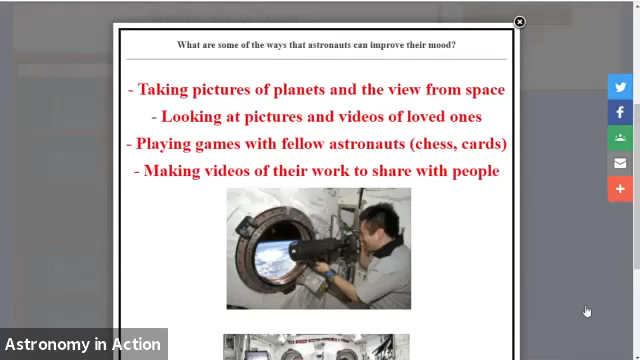 What are some of the ways that astronauts can improve their mood?
- Taking pictures of planets and the view from space
- Looking at pictures and videos of loved ones
- Playing games with fellow astronauts (chess, cards)
- Making videos of their work to share with people
Astronomy in Action